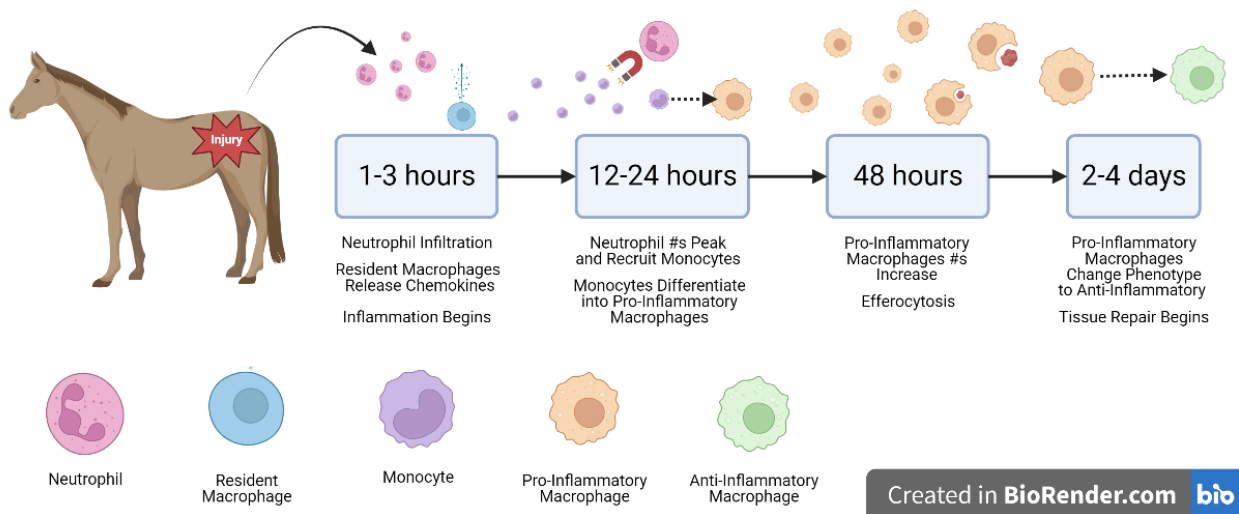 Injury
1-3 hours
12-24 hours
48 hours
2-4 days
Neutrophil Infiltration
Resident Macrophages
Release Chemokines
Inflammation Begins
Neutrophil #s Peak
and Recruit Monocytes
Monocytes Differentiate
into Pro-Inflammatory
Macrophages
Pro-Inflammatory
Macrophages #s
Increase
Efferocytosis
Pro-Inflammatory
Macrophages
Change Phenotype
to Anti-Inflammatory
Tissue Repair Begins
Neutrophil
Resident
Macrophage
Monocyte
Pro-Inflammatory
Macrophage
Anti-Inflammatory
Macrophage
Created in BioRender.com bio